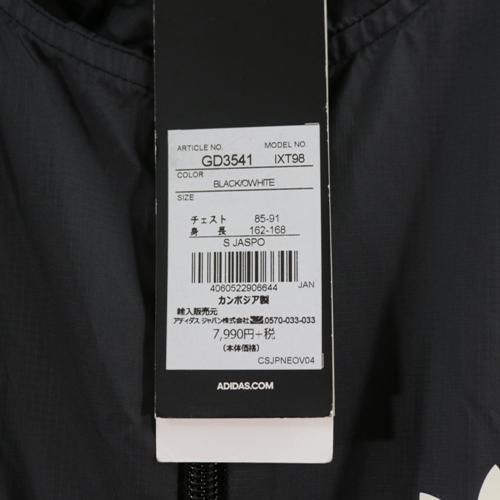 ARTICLE NO. MODEL NO.
GD3541 IXT98
COLOR
BLACK/OWHITE
SIZE
チェスト 85-91
身長 162-168
S JASPO
4060522906644 JAN
カンボジア製
輸入販売元
アディダス ジャパン株式会社 0570-033-033
7,990円+税
(本体価格)
CSJPNEOV04
ADIDAS.COM